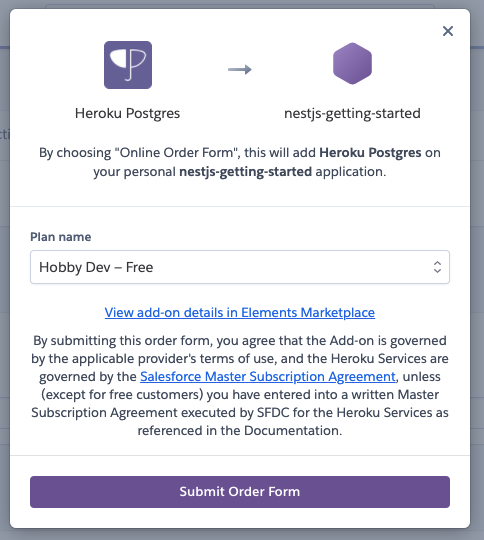 Heroku Postgres
nestjs-getting-started
By choosing "Online Order Form", this will add Heroku Postgres on
your personal nestjs-getting-started application.
Plan name
Hobby Dev – Free
View add-on details in Elements Marketplace
By submitting this order form, you agree that the Add-on is governed
by the applicable provider's terms of use, and the Heroku Services are
governed by the Salesforce Master Subscription Agreement, unless
(except for free customers) you have entered into a written Master
Subscription Agreement executed by SFDC for the Heroku Services as
referenced in the Documentation.
Submit Order Form